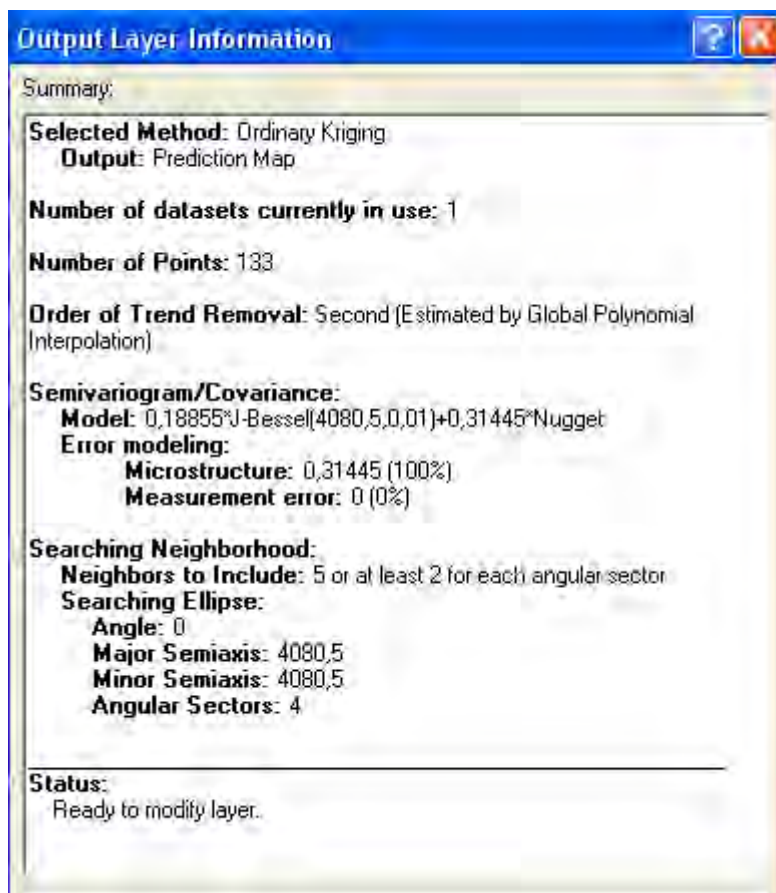 Output Layer Information
Summary:
Selected Method: Ordinary Kriging
Output: Prediction Map
Number of datasets currently in use: 1
Number of Points: 133
Order of Trend Removal: Second (Estimated by Global Polynomial
Interpolation)
Semivariogram/Covariance:
Model: 0,18855*J-Bessel(4080,5,0,01)+0,31445*Nugget
Error modeling:
Microstructure: 0,31445 (100%)
Measurement error: 0 (0%)
Searching Neighborhood:
Neighbors to Include: 5 or at least 2 for each angular sector
Searching Ellipse:
Angle: 0
Major Semiaxis: 4080,5
Minor Semiaxis: 4080,5
Angular Sectors: 4
Status:
Ready to modify layer.